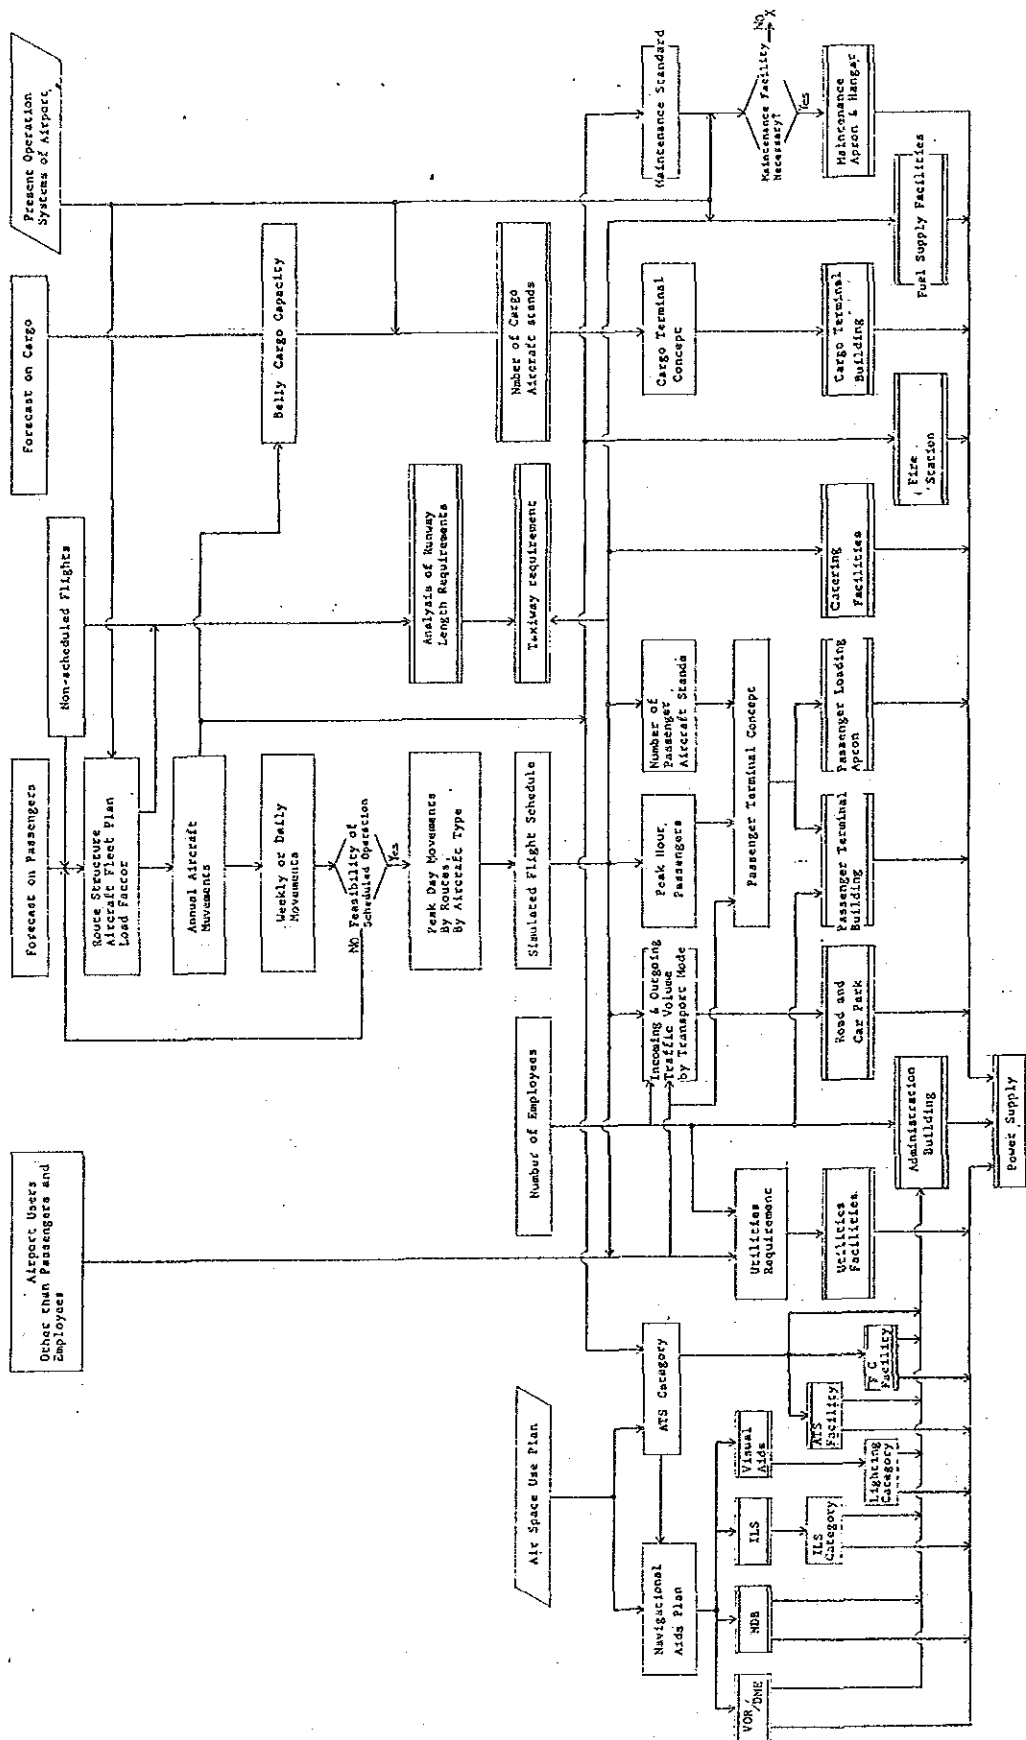 Airport Users
Other than Passengers and
Employees
Forecast on Passengers
Non-scheduled Flights
Forecast on Cargo
Present Operation
Systems of Airport
Route Structure
Aircraft Fleet Plan
Load Factor
Annual Aircraft
Movements
Weekly or Daily
Movements
Belly Cargo Capacity
NO
Feasibility of
Scheduled Operation
Yes
Peak Day Movements
By Routes,
By Aircraft Type
Analysis of Runway
Length Requirements
Air Space Use Plan
Number of Employees
Simulated Flight Schedule
Taxiway requirement
Nmber of Cargo
Aircraft stands
Navigational
Aids Plan
ATS Category
Incoming & Outgoing
Traffic Volume
by Transport Mode
Peak Hour
Passengers
Number of
Passenger
Aircraft Stands
Cargo Terminal
Concept
Maintenance Standard
VOR/
DME
NDB
ILS
Visual
Aids
Utilities
Requirement
Passenger Terminal Concept
Maintenance Facility
Necessary?
NO
X
Yes
ILS
Category
ATS
Facility
Utilities
Facilities
Road and
Car Park
Passenger Terminal
Building
Passenger Loading
Apron
Catering
Facilities
Cargo Terminal
Building
Maintenance
Apron & Hangar
Lighting
Category
F C
Facility
Administration
Building
Fire
Station
Fuel Supply Facilities
Power Supply